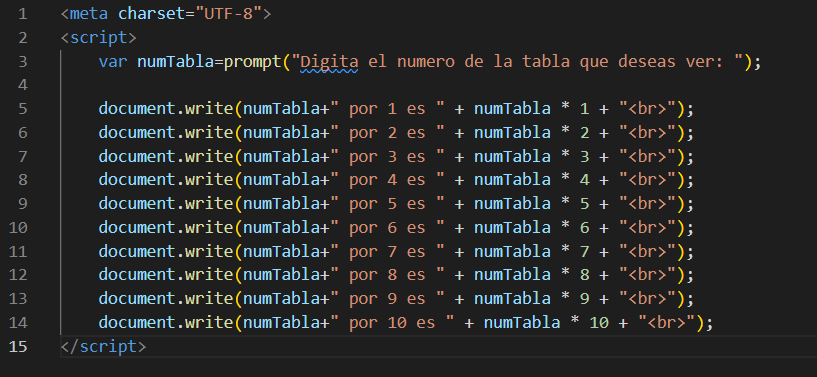 1 <meta charset="UTF-8">
2 <script>
3 var numTabla=prompt("Digita el numero de la tabla que deseas ver: ");
4
5 document.write(numTabla+" por 1 es " + numTabla * 1 + "<br>");
6 document.write(numTabla+" por 2 es " + numTabla * 2 + "<br>");
7 document.write(numTabla+" por 3 es " + numTabla * 3 + "<br>");
8 document.write(numTabla+" por 4 es " + numTabla * 4 + "<br>");
9 document.write(numTabla+" por 5 es " + numTabla * 5 + "<br>");
10 document.write(numTabla+" por 6 es " + numTabla * 6 + "<br>");
11 document.write(numTabla+" por 7 es " + numTabla * 7 + "<br>");
12 document.write(numTabla+" por 8 es " + numTabla * 8 + "<br>");
13 document.write(numTabla+" por 9 es " + numTabla * 9 + "<br>");
14 document.write(numTabla+" por 10 es " + numTabla * 10 + "<br>");
15 </script>